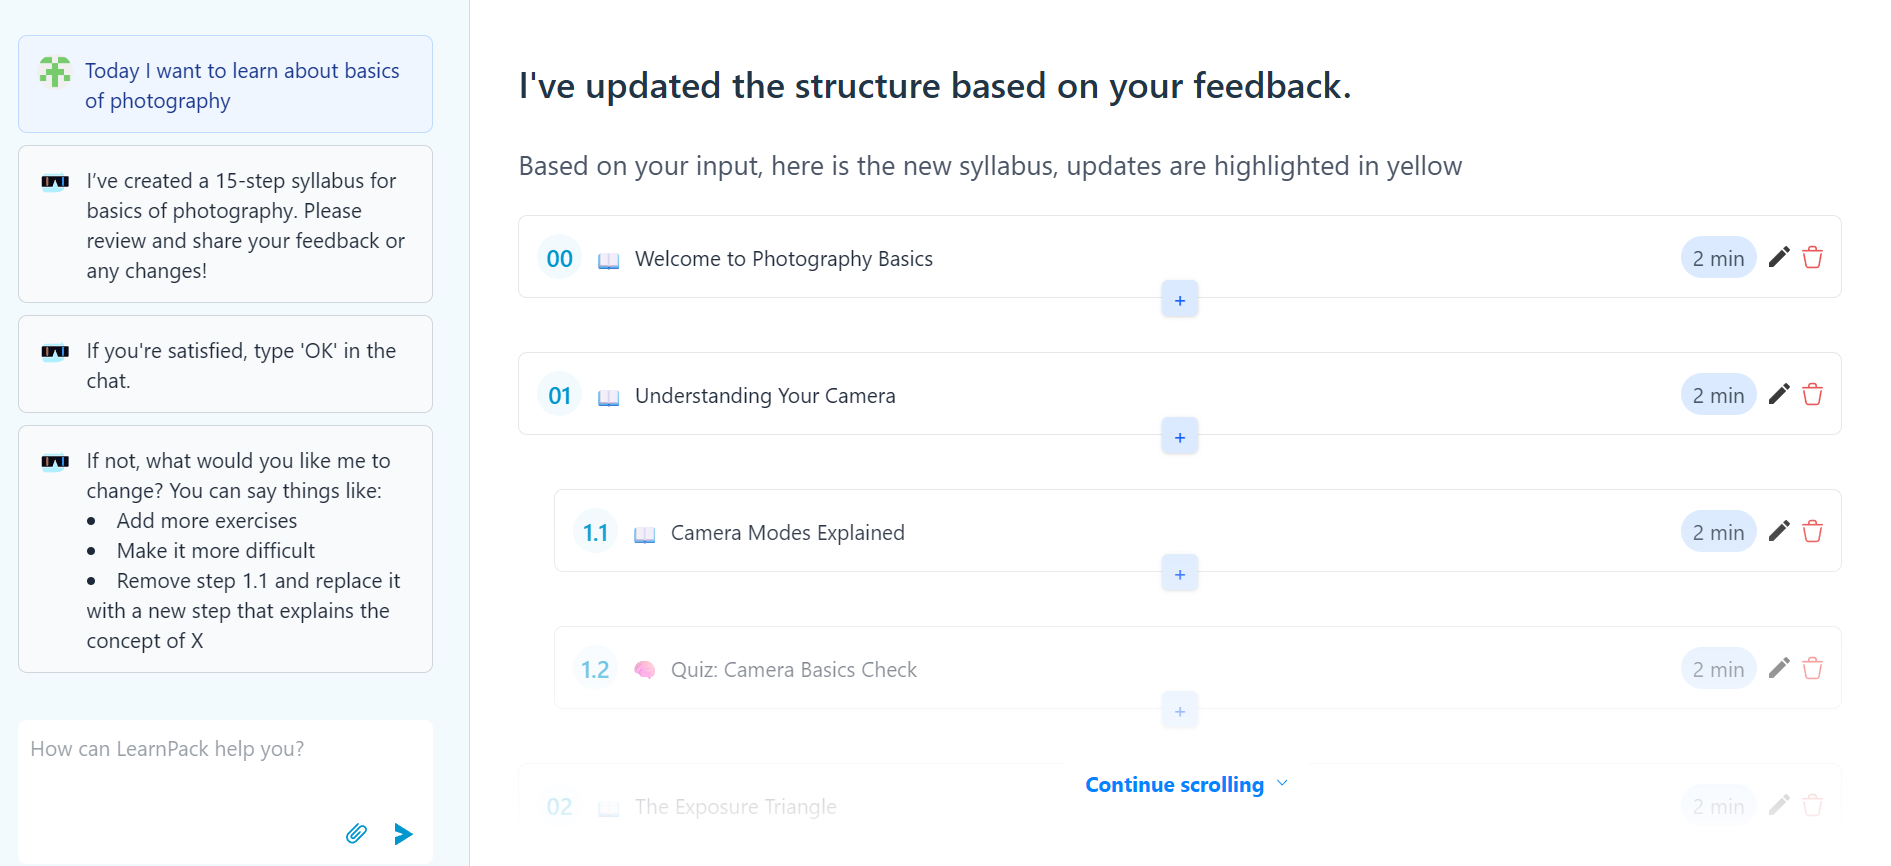 Today I want to learn about basics
of photography
I've created a 15-step syllabus for
basics of photography. Please
review and share your feedback or
any changes!
If you're satisfied, type 'OK' in the
chat.
If not, what would you like me to
change? You can say things like:
• Add more exercises
• Make it more difficult
• Remove step 1.1 and replace it
with a new step that explains the
concept of X
How can LearnPack help you?
I've updated the structure based on your feedback.
Based on your input, here is the new syllabus, updates are highlighted in yellow
00 Welcome to Photography Basics 2 min
+
01 Understanding Your Camera 2 min
+
1.1 Camera Modes Explained 2 min
+
1.2 Quiz: Camera Basics Check 2 min
+
Continue scrolling
02 The Exposure Triangle 2 min